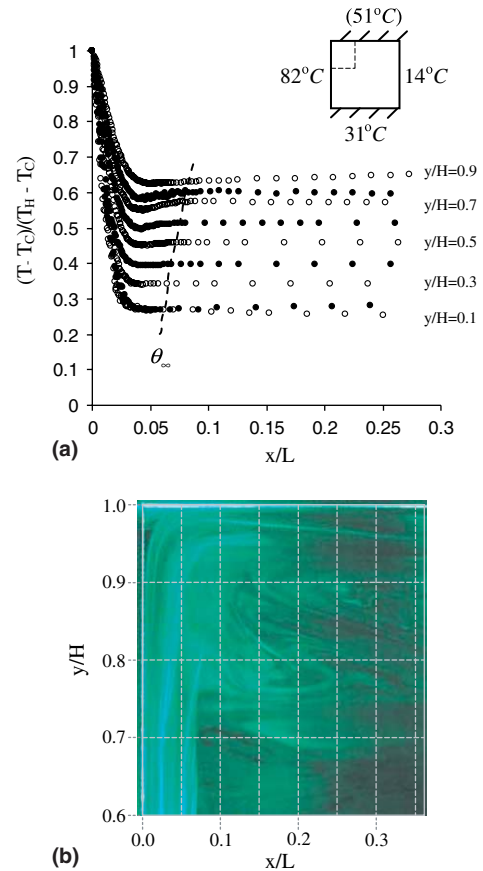 (51°C)
82°C
14°C
31°C
(T- T_C)/(T_H - T_C)
1
0.9
0.8
0.7
0.6
0.5
0.4
0.3
0.2
0.1
0
y/H=0.9
y/H=0.7
y/H=0.5
y/H=0.3
y/H=0.1
θ_∞
0
0.05
0.1
0.15
0.2
0.25
0.3
(a)
x/L
y/H
1.0
0.9
0.8
0.7
0.6
0.0
0.1
0.2
0.3
(b)
x/L